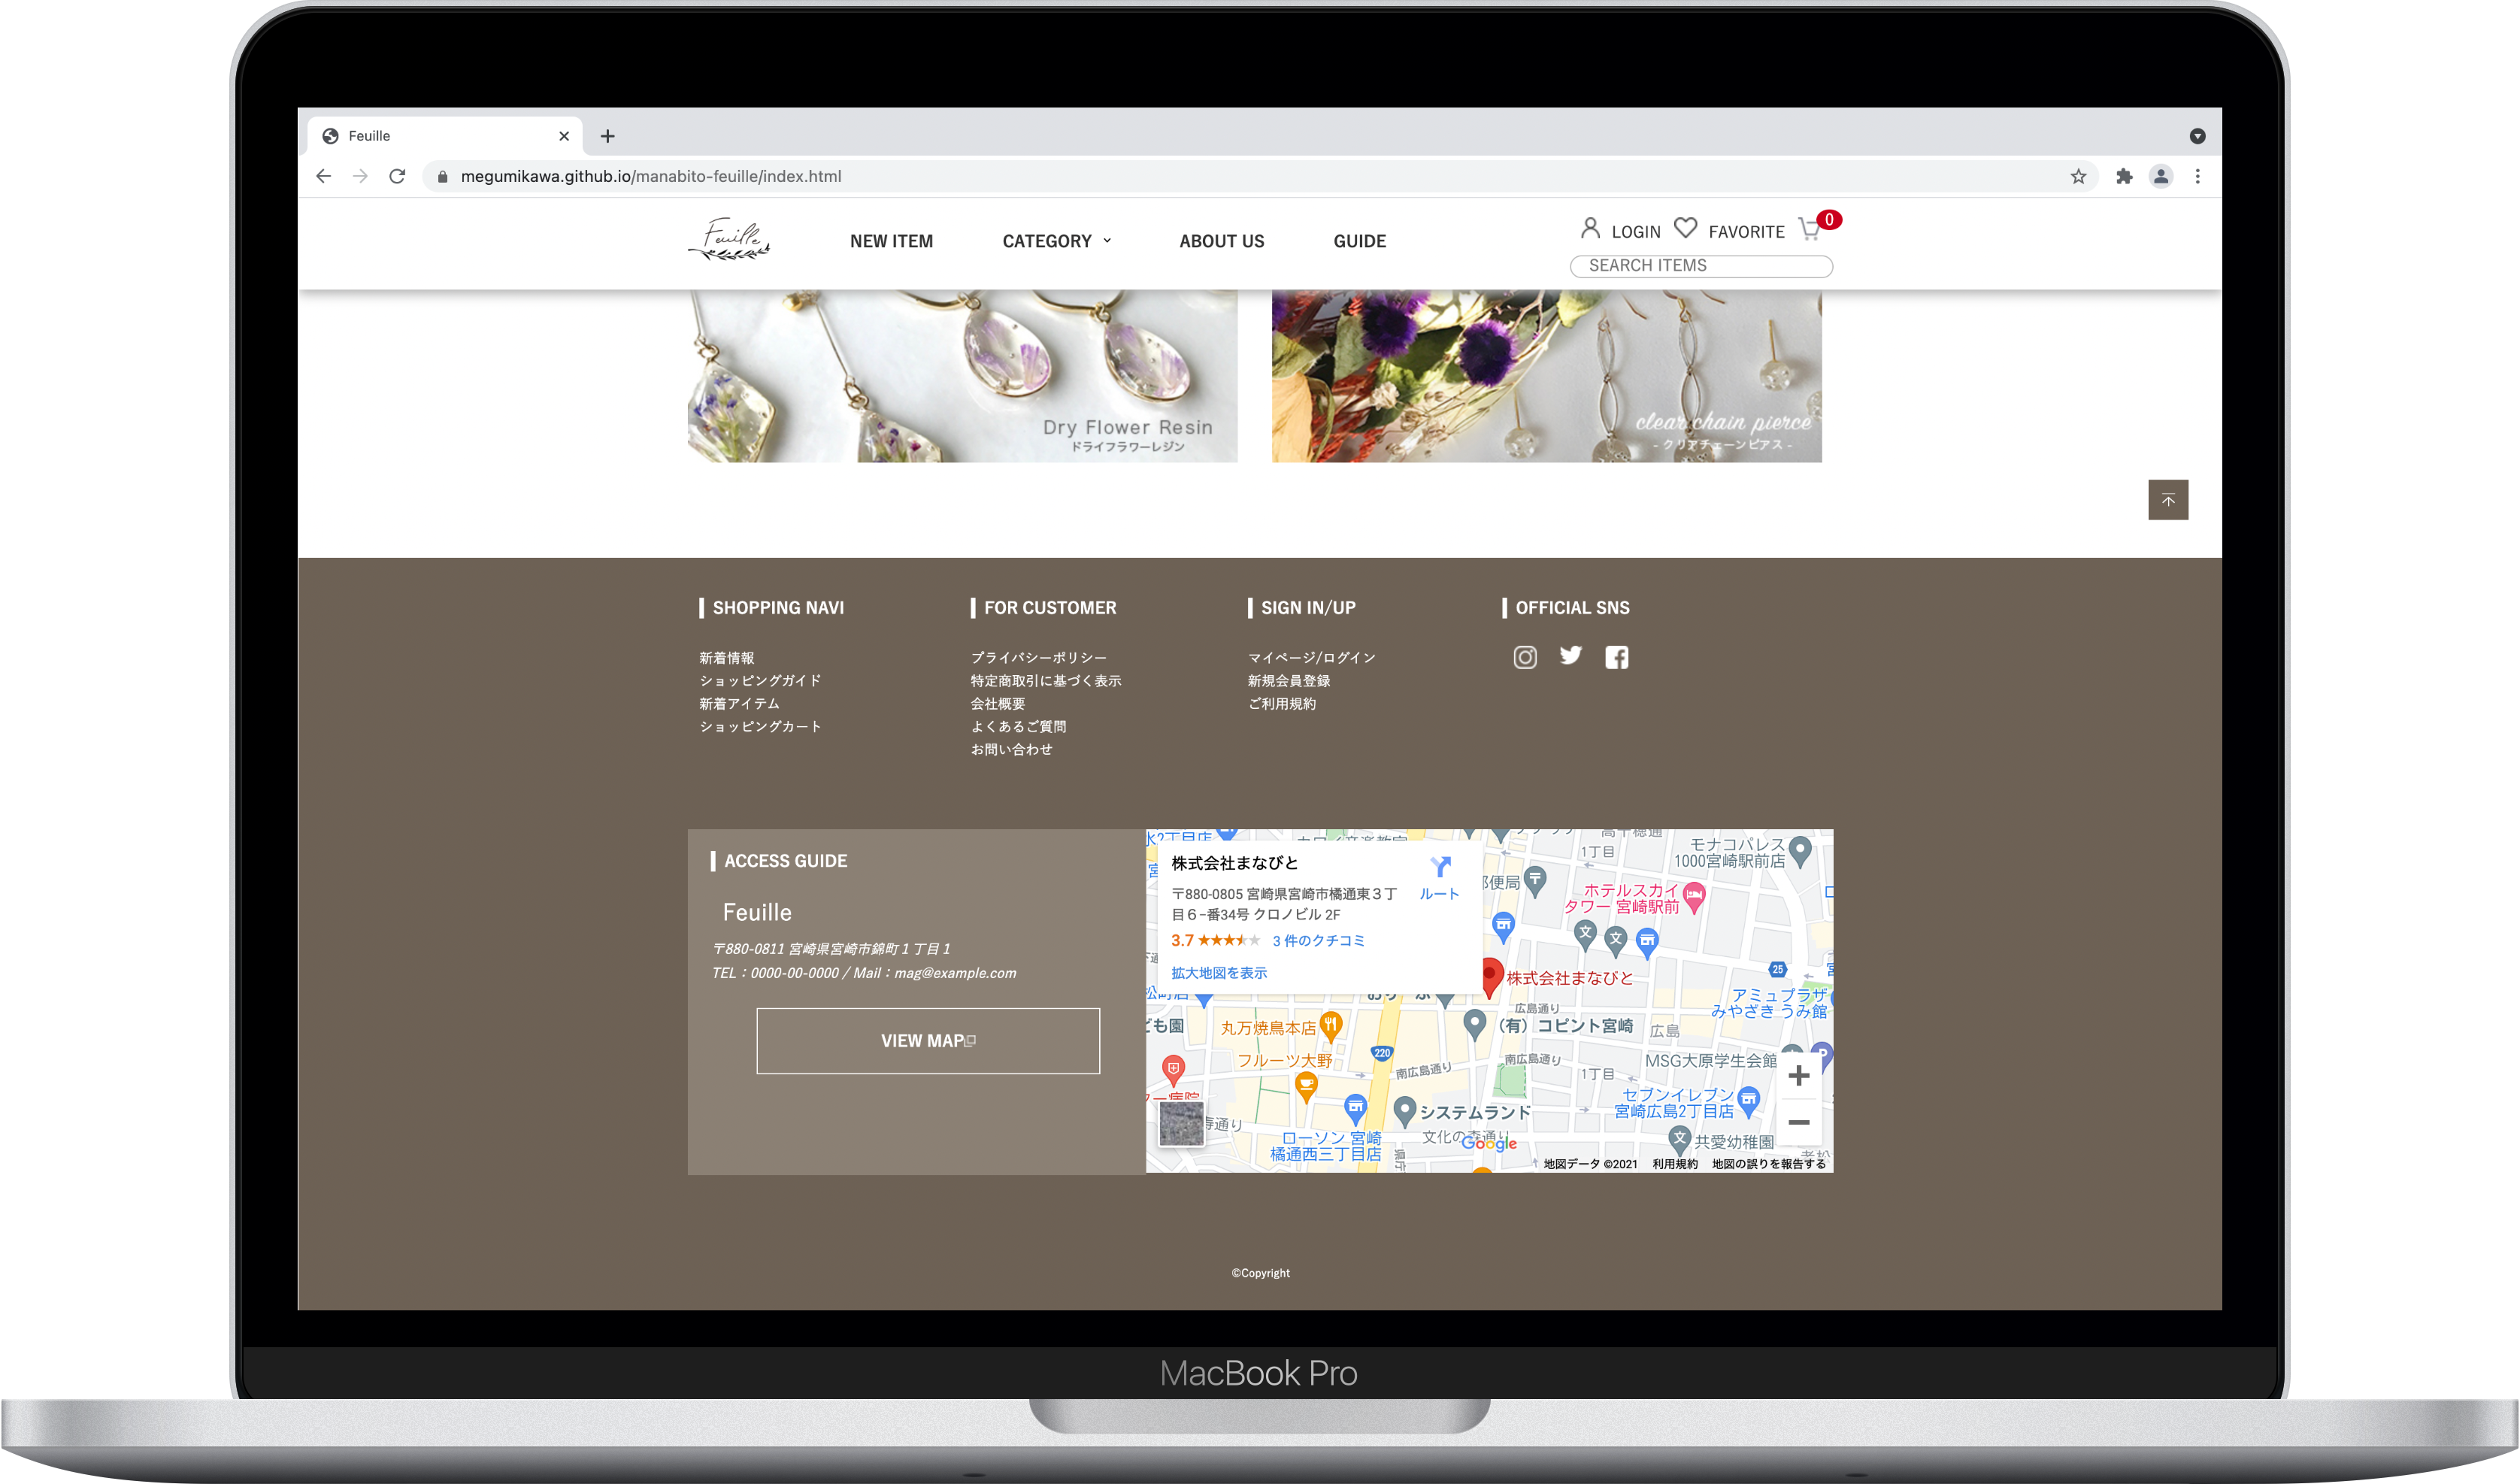 Feuille
megumikawa.github.io/manabito-feuille/index.html
Feuille
NEW ITEM
CATEGORY
ABOUT US
GUIDE
LOGIN
FAVORITE
0
SEARCH ITEMS
Dry Flower Resin
ドライフラワーレジン
clear chain pierce
- クリアチェーンピアス -
SHOPPING NAVI
新着情報
ショッピングガイド
新着アイテム
ショッピングカート
FOR CUSTOMER
プライバシーポリシー
特定商取引に基づく表示
会社概要
よくあるご質問
お問い合わせ
SIGN IN/UP
マイページ/ログイン
新規会員登録
ご利用規約
OFFICIAL SNS
ACCESS GUIDE
Feuille
〒880-0811 宮崎県宮崎市錦町１丁目１
TEL：0000-00-0000 / Mail：mag@example.com
VIEW MAP
株式会社まなびと
〒880-0805 宮崎県宮崎市橘通東３丁
目６−番34号 クロノビル 2F
3.7
3 件のクチコミ
拡大地図を表示
ルート
1丁目
モナコパレス
1000宮崎駅前店
郵便局
ホテルスカイ
タワー 宮崎駅前
文
文
25
株式会社まなびと
アミュプラザ
みやざき うみ館
広島通り
(有) コピント宮崎
広島
丸万焼鳥本店
フルーツ大野
220
南広島通り
南広島通り
1丁目
MSG大原学生会館
P
セブンイレブン
宮崎広島2丁目店
システムランド
文化の森通り
ローソン 宮崎
橘通西三丁目店
県庁
文
共愛幼稚園
Google
地図データ ©2021
利用規約
地図の誤りを報告する
©Copyright
MacBook Pro